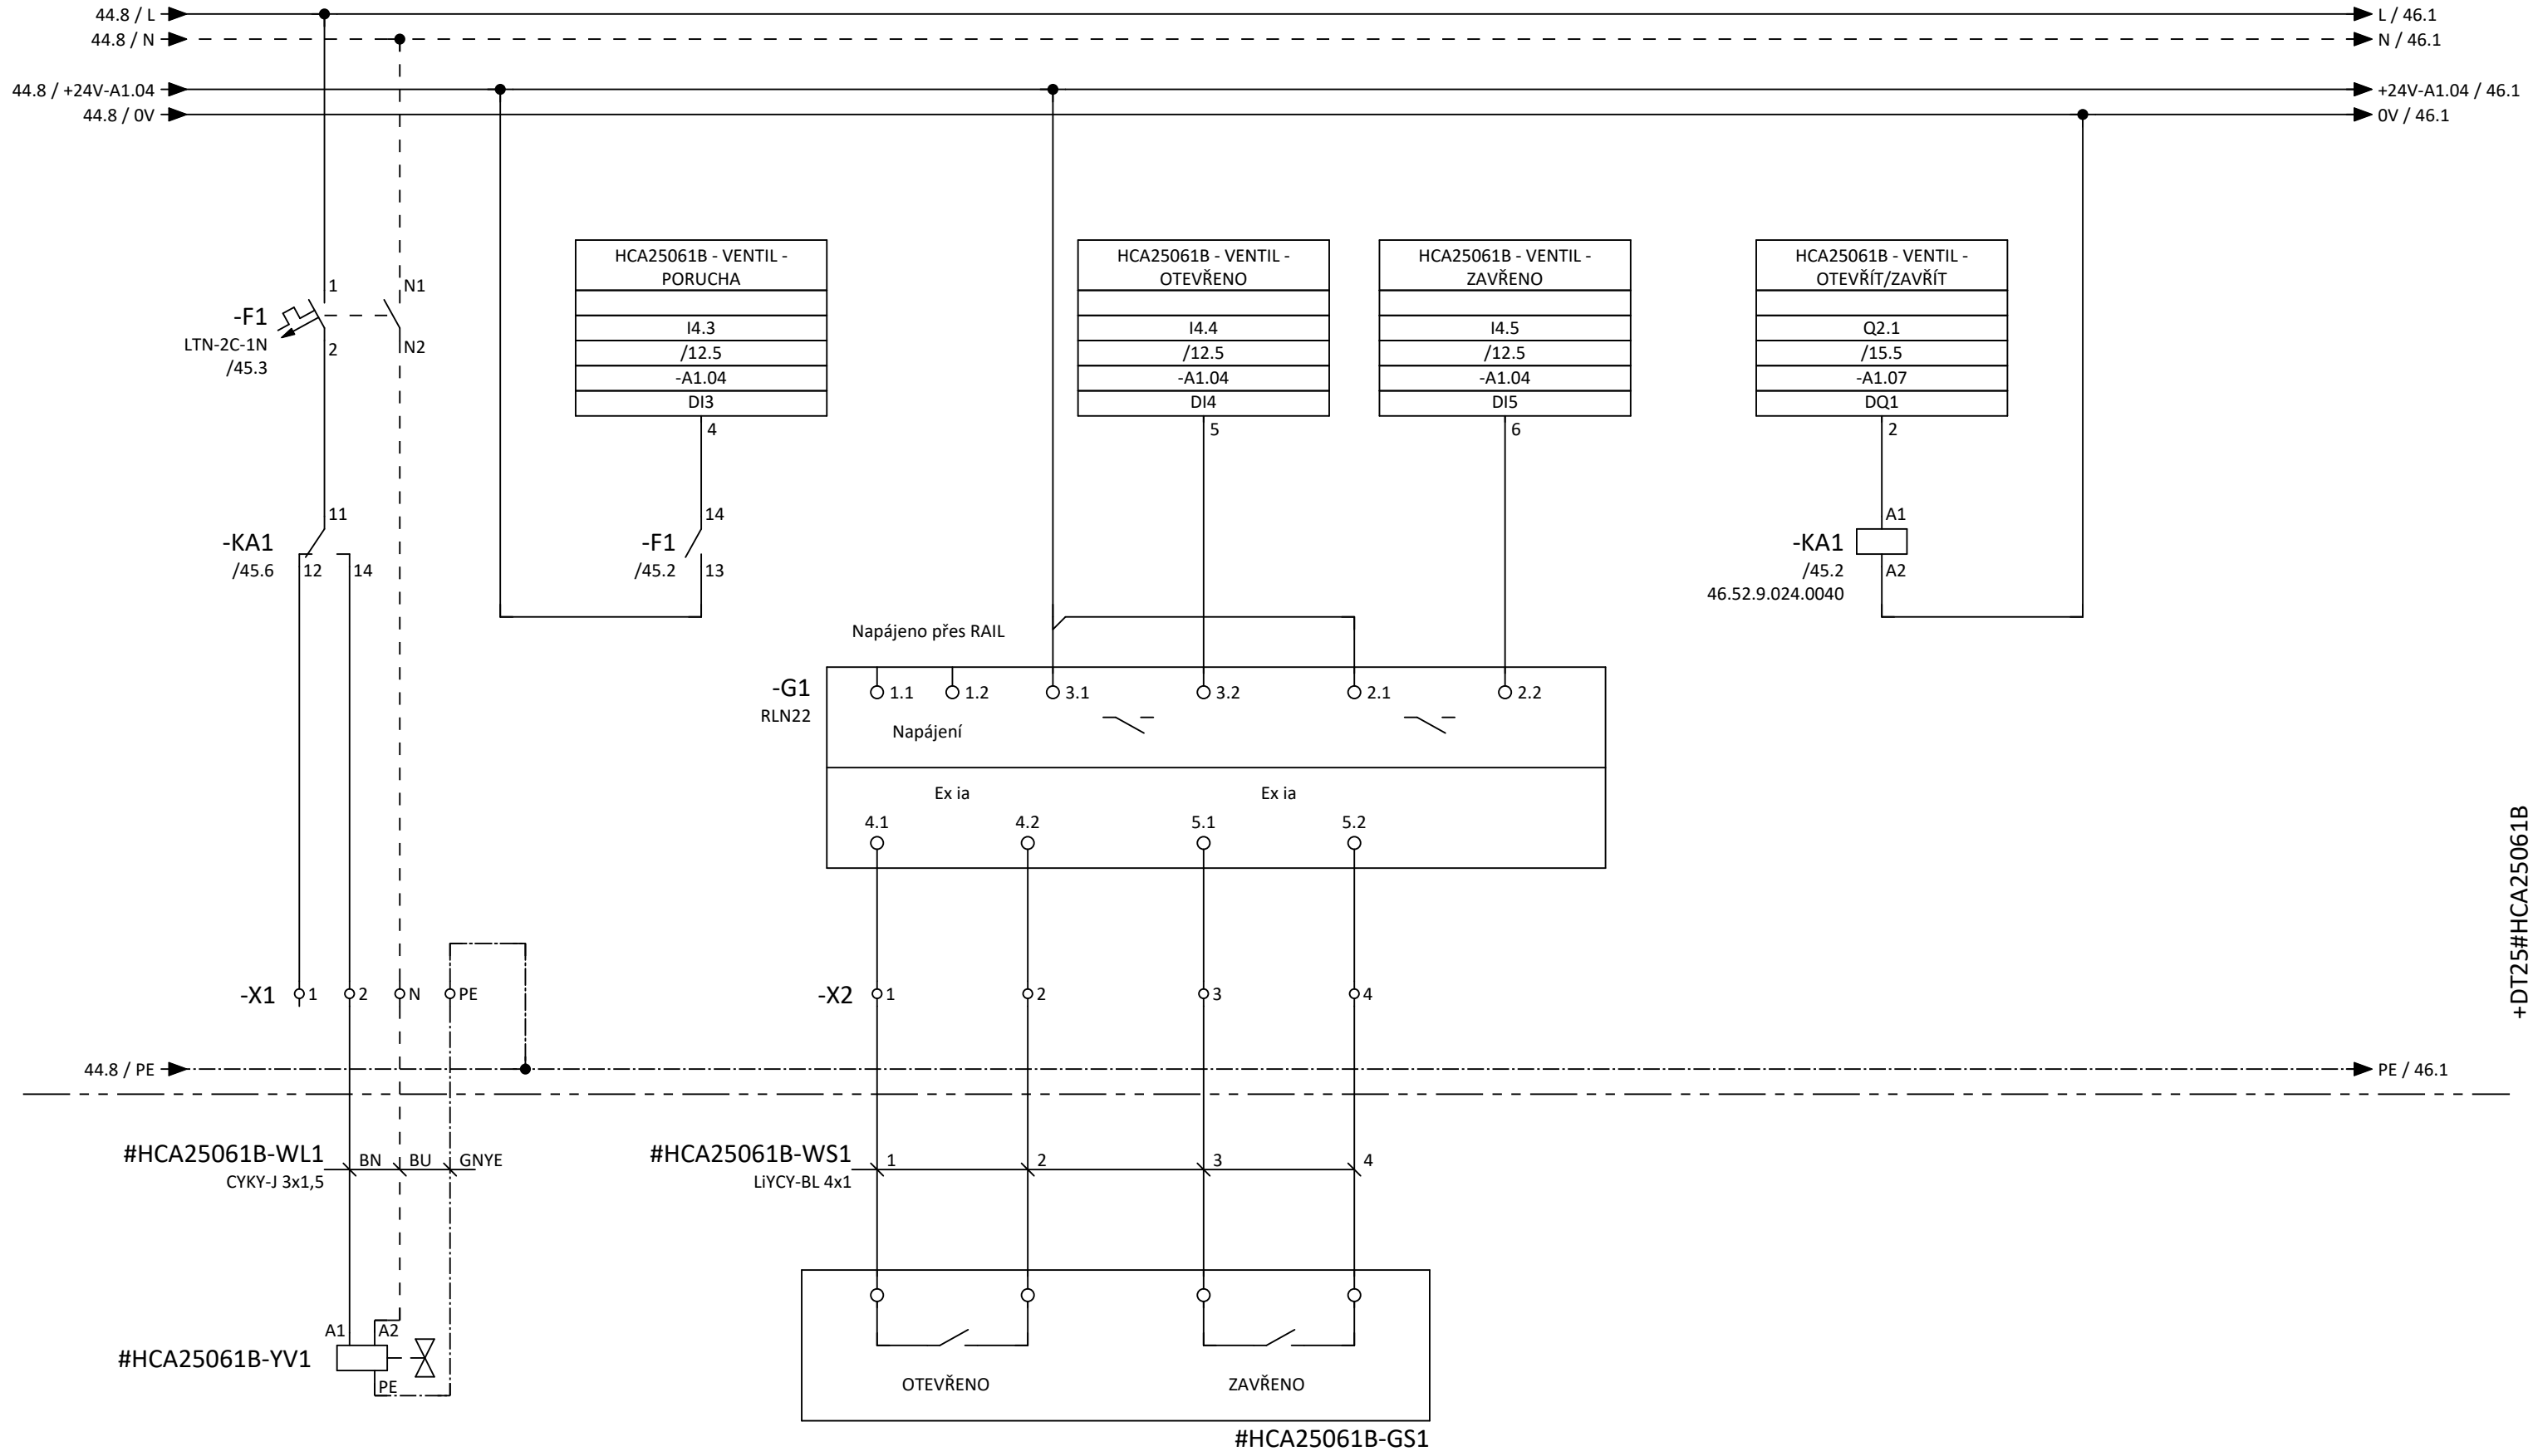 44.8 / L
L / 46.1
44.8 / N
N / 46.1
44.8 / +24V-A1.04
+24V-A1.04 / 46.1
44.8 / 0V
0V / 46.1
HCA25061B - VENTIL -
PORUCHA
I4.3
/12.5
-A1.04
DI3
4
HCA25061B - VENTIL -
OTEVŘENO
I4.4
/12.5
-A1.04
DI4
5
HCA25061B - VENTIL -
ZAVŘENO
I4.5
/12.5
-A1.04
DI5
6
HCA25061B - VENTIL -
OTEVŘÍT/ZAVŘÍT
Q2.1
/15.5
-A1.07
DQ1
2
1
N1
-F1
LTN-2C-1N
/45.3
2
N2
11
-KA1
/45.6
12
14
14
-F1
/45.2
13
A1
-KA1
/45.2
A2
46.52.9.024.0040
Napájeno přes RAIL
-G1
RLN22
1.1
1.2
3.1
3.2
2.1
2.2
Napájení
Ex ia
Ex ia
4.1
4.2
5.1
5.2
+DT25#HCA25061B
-X1
1
2
N
PE
-X2
1
2
3
4
44.8 / PE
PE / 46.1
#HCA25061B-WL1
CYKY-J 3x1,5
BN
BU
GNYE
#HCA25061B-WS1
LiYCY-BL 4x1
1
2
3
4
A1
A2
#HCA25061B-YV1
PE
OTEVŘENO
ZAVŘENO
#HCA25061B-GS1